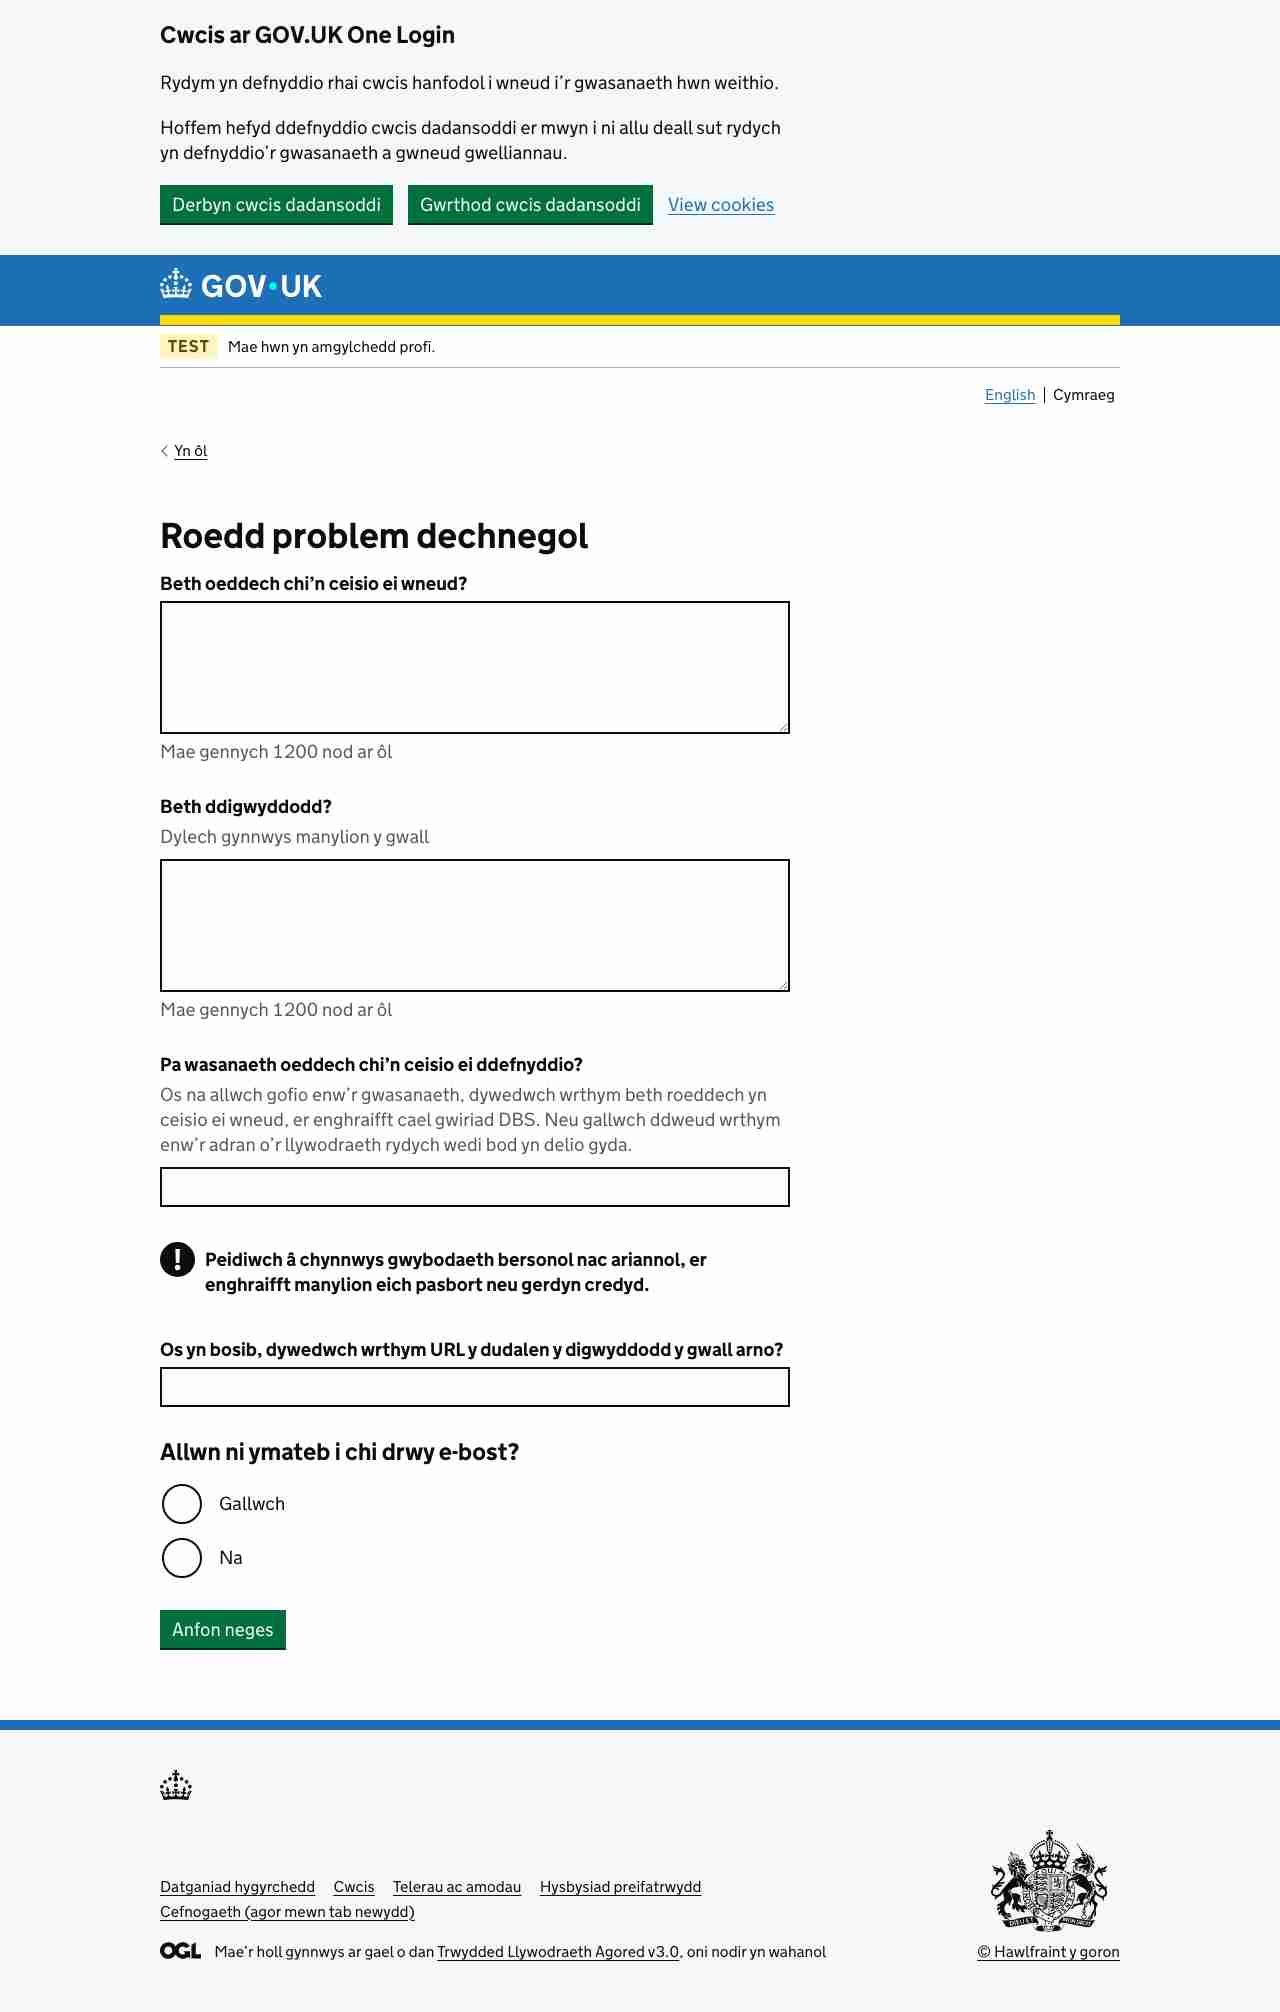 Cwcis ar GOV.UK One Login
Rydym yn defnyddio rhai cwcis hanfodol i wneud i’r gwasanaeth hwn weithio.
Hoffem hefyd ddefnyddio cwcis dadansoddi er mwyn i ni allu deall sut rydych
yn defnyddio’r gwasanaeth a gwneud gwelliannau.
Derbyn cwcis dadansoddi Gwrthod cwcis dadansoddi View cookies
GOV•UK
TEST Mae hwn yn amgylchedd profi.
English Cymraeg
Yn ôl
Roedd problem dechnegol
Beth oeddech chi’n ceisio ei wneud?
Mae gennych 1200 nod ar ôl
Beth ddigwyddodd?
Dylech gynnwys manylion y gwall
Mae gennych 1200 nod ar ôl
Pa wasanaeth oeddech chi’n ceisio ei ddefnyddio?
Os na allwch gofio enw’r gwasanaeth, dywedwch wrthym beth roeddech yn
ceisio ei wneud, er enghraifft cael gwiriad DBS. Neu gallwch ddweud wrthym
enw’r adran o’r llywodraeth rydych wedi bod yn delio gyda.
! Peidiwch â chynnwys gwybodaeth bersonol nac ariannol, er
enghraifft manylion eich pasbort neu gerdyn credyd.
Os yn bosib, dywedwch wrthym URL y dudalen y digwyddodd y gwall arno?
Allwn ni ymateb i chi drwy e-bost?
Gallwch
Na
Anfon neges
Datganiad hygyrchedd Cwcis Telerau ac amodau Hysbysiad preifatrwydd
Cefnogaeth (agor mewn tab newydd)
OGL Mae’r holl gynnwys ar gael o dan Trwydded Llywodraeth Agored v3.0, oni nodir yn wahanol
© Hawlfraint y goron